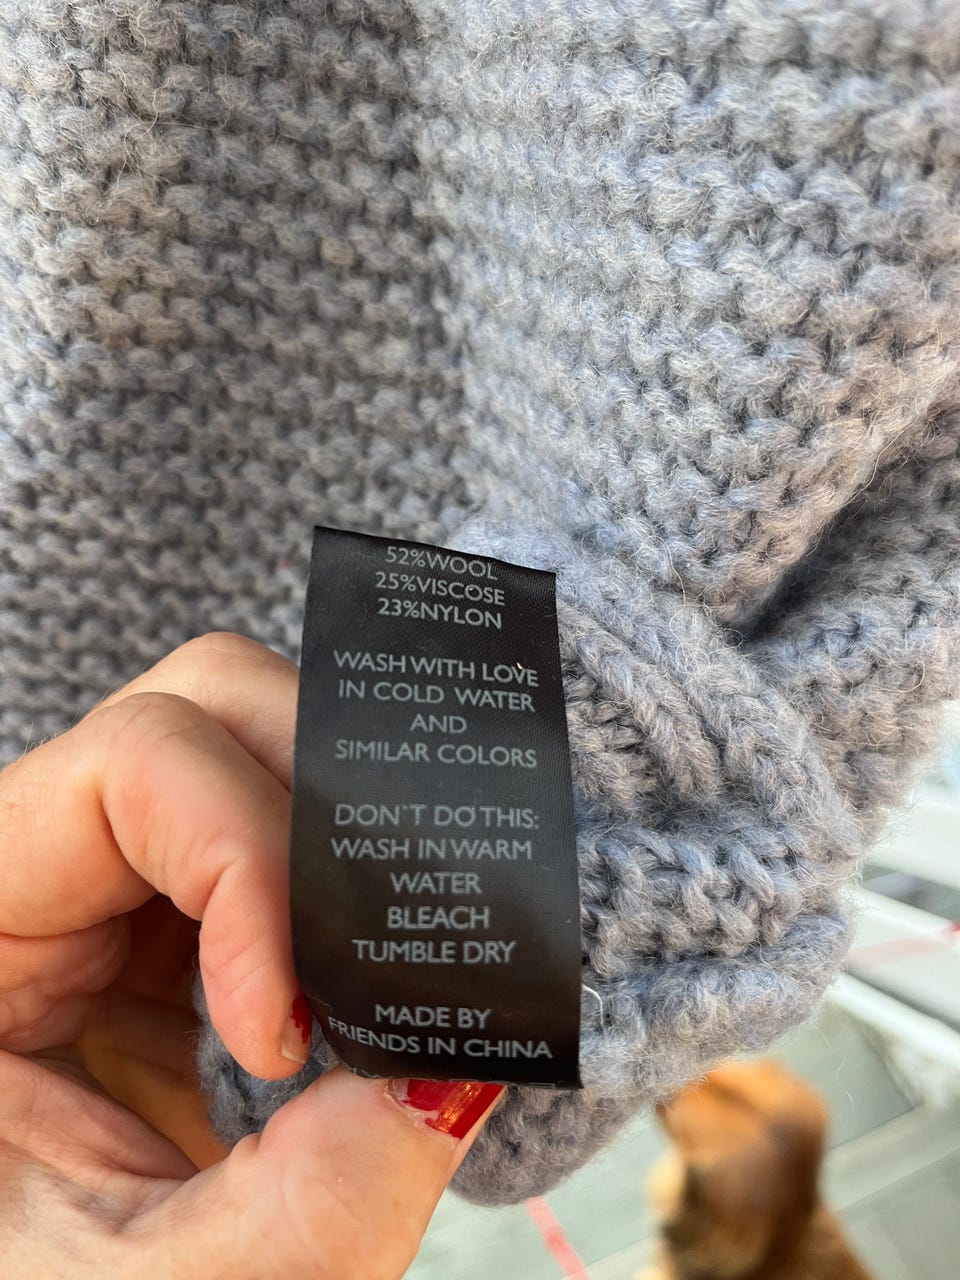 52%WOOL
25%VISCOSE
23%NYLON
WASH WITH LOVE
IN COLD WATER
AND
SIMILAR COLORS
DON'T DO THIS:
WASH IN WARM
WATER
BLEACH
TUMBLE DRY
MADE BY
FRIENDS IN CHINA